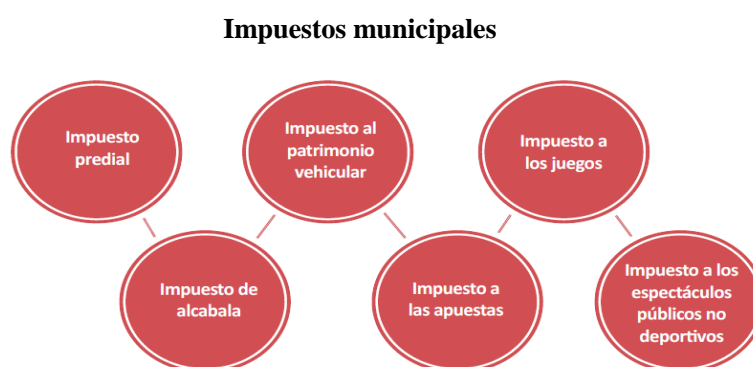 Impuestos municipales
Impuesto
predial
Impuesto de
alcabala
Impuesto al
patrimonio
vehicular
Impuesto a
las apuestas
Impuesto a
los juegos
Impuesto a los
espectáculos
públicos no
deportivos